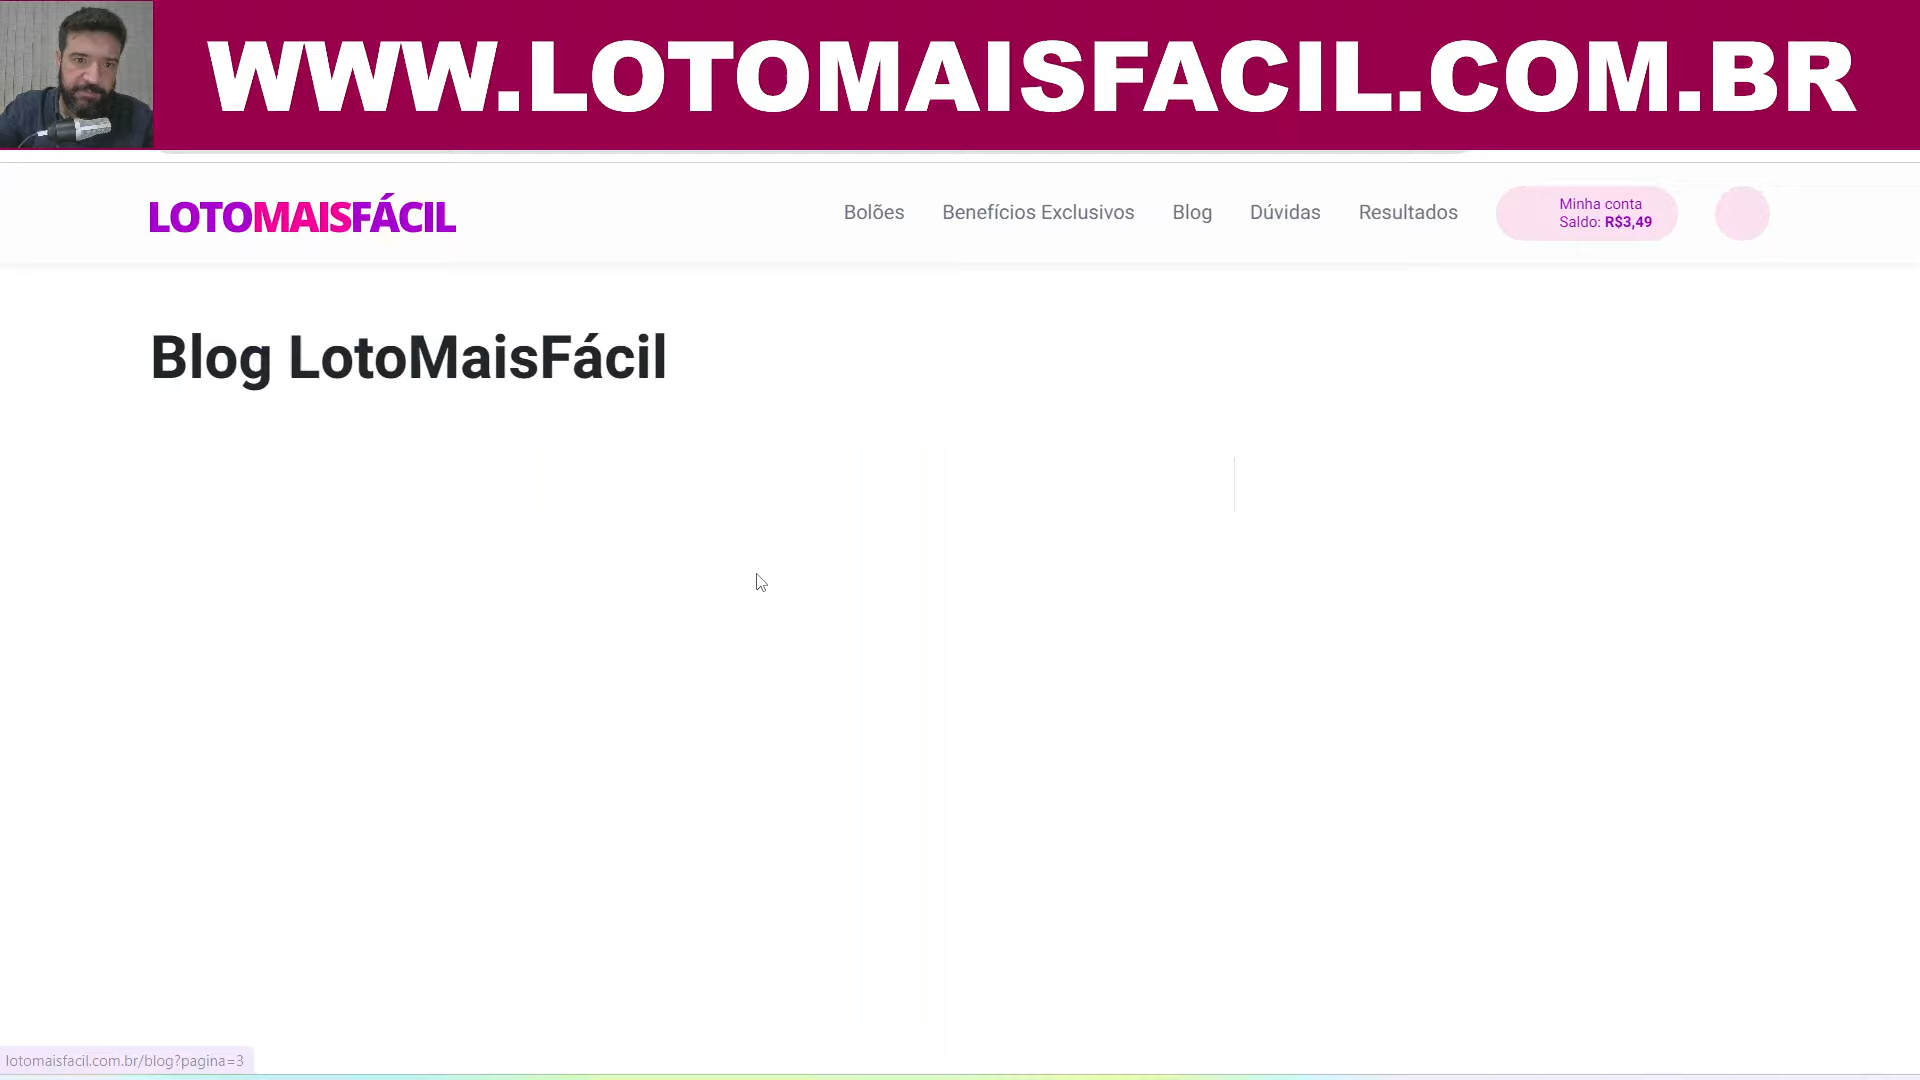 WWW.LOTOMAISFACIL.COM.BR
LOTOMAISFÁCIL
Bolões
Benefícios Exclusivos
Blog
Dúvidas
Resultados
Minha conta
Saldo: R$3,49
Blog LotoMaisFácil
lotomaisfacil.com.br/blog?pagina=3